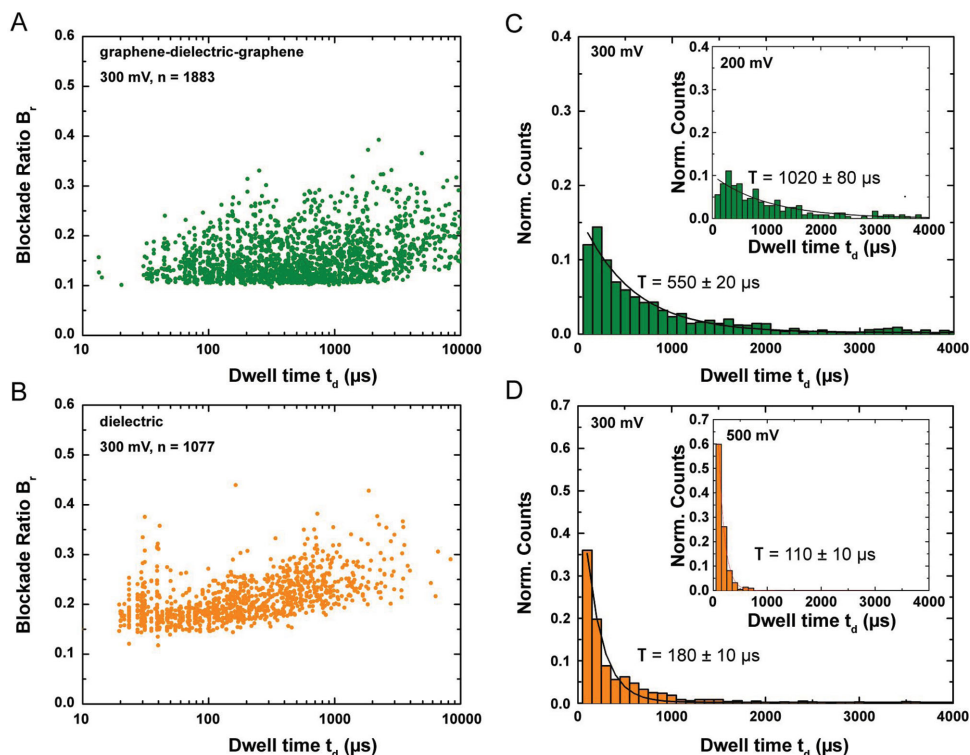 A
0.6
0.5
0.4
0.3
0.2
0.1
0.0
Blockade Ratio Br
graphene-dielectric-graphene
300 mV, n = 1883
10
100
1000
10000
Dwell time td (µs)
B
0.6
0.5
0.4
0.3
0.2
0.1
0.0
Blockade Ratio Br
dielectric
300 mV, n = 1077
10
100
1000
10000
Dwell time td (µs)
C
0.4
0.3
0.2
0.1
0.0
Norm. Counts
300 mV
T = 550 ± 20 µs
0
1000
2000
3000
4000
Dwell time td (µs)
0.4
0.3
0.2
0.1
0.0
Norm. Counts
200 mV
T = 1020 ± 80 µs
0
1000
2000
3000
4000
Dwell time td (µs)
D
0.7
0.6
0.5
0.4
0.3
0.2
0.1
0.0
Norm. Counts
300 mV
T = 180 ± 10 µs
0
1000
2000
3000
4000
Dwell time td (µs)
0.7
0.6
0.5
0.4
0.3
0.2
0.1
0.0
Norm. Counts
500 mV
T = 110 ± 10 µs
0
1000
2000
3000
4000
Dwell time td (µs)